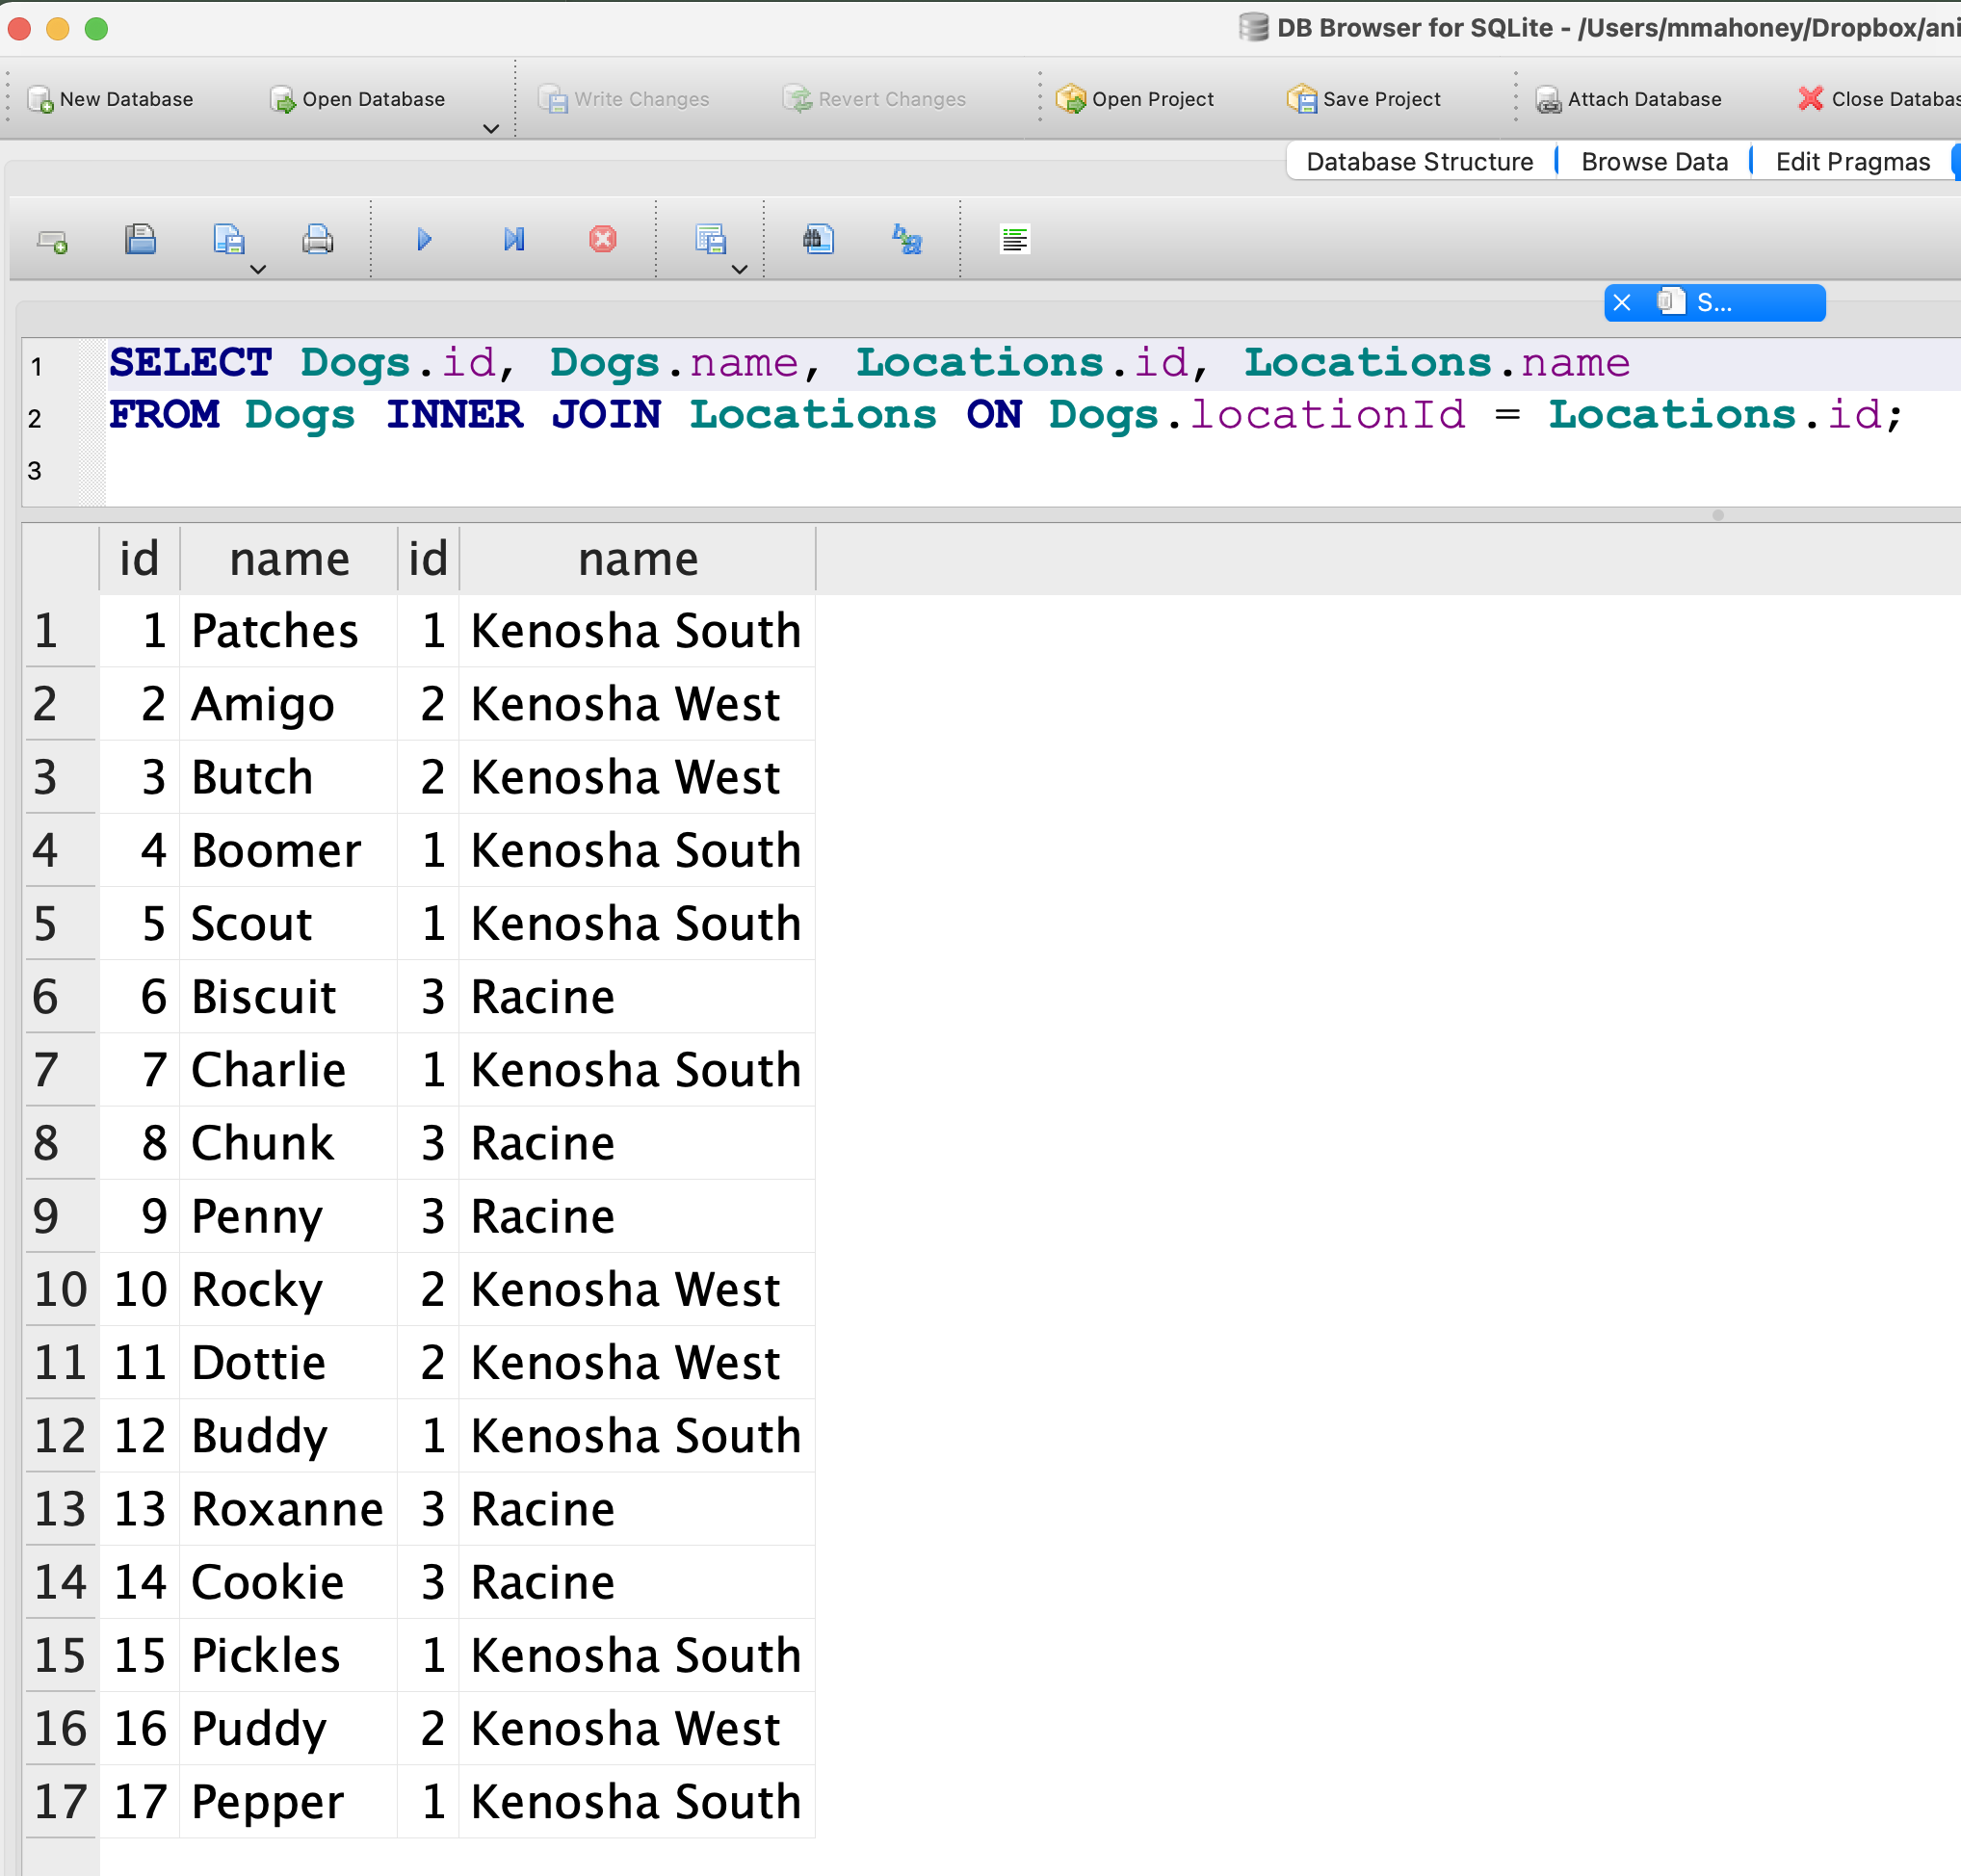 DB Browser for SQLite - /Users/mmahoney/Dropbox/ani
New Database Open Database Write Changes Revert Changes Open Project Save Project Attach Database Close Databas
Database Structure Browse Data Edit Pragmas
S...
1 SELECT Dogs.id, Dogs.name, Locations.id, Locations.name
2 FROM Dogs INNER JOIN Locations ON Dogs.locationId = Locations.id;
3
id name id name
1 1 Patches 1 Kenosha South
2 2 Amigo 2 Kenosha West
3 3 Butch 2 Kenosha West
4 4 Boomer 1 Kenosha South
5 5 Scout 1 Kenosha South
6 6 Biscuit 3 Racine
7 7 Charlie 1 Kenosha South
8 8 Chunk 3 Racine
9 9 Penny 3 Racine
10 10 Rocky 2 Kenosha West
11 11 Dottie 2 Kenosha West
12 12 Buddy 1 Kenosha South
13 13 Roxanne 3 Racine
14 14 Cookie 3 Racine
15 15 Pickles 1 Kenosha South
16 16 Puddy 2 Kenosha West
17 17 Pepper 1 Kenosha South